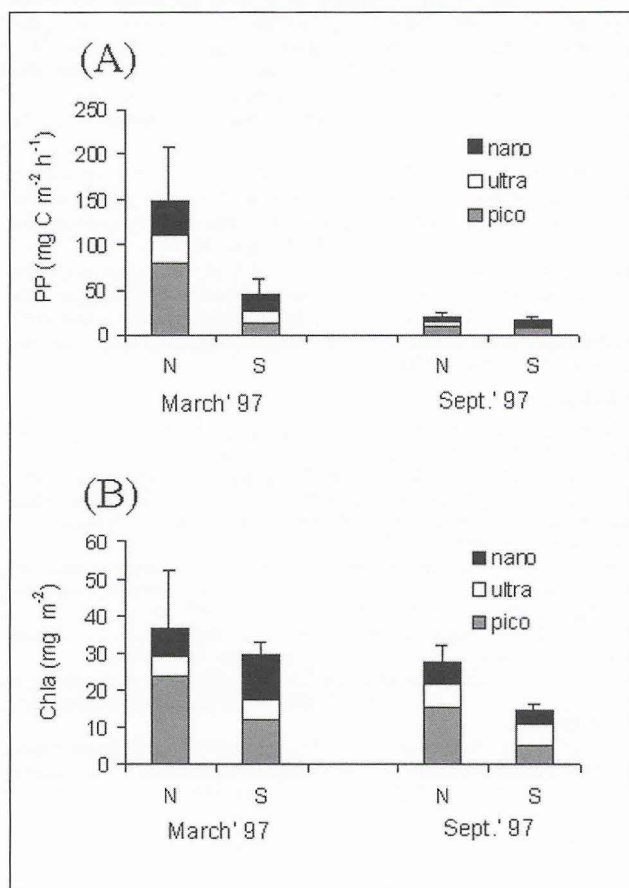 (A)
PP (mg C m⁻² h⁻¹)
250
200
150
100
50
0
nano
ultra
pico
N S N S
March' 97 Sept.' 97
(B)
Chla (mg m⁻²)
60
50
40
30
20
10
0
nano
ultra
pico
N S N S
March' 97 Sept.' 97